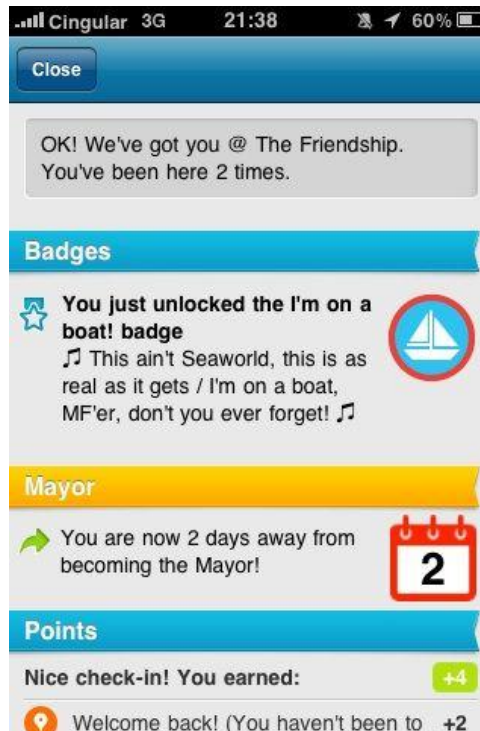 Cingular 3G 21:38 60%
Close
OK! We've got you @ The Friendship.
You've been here 2 times.
Badges
You just unlocked the I'm on a
boat! badge
♫ This ain't Seaworld, this is as
real as it gets / I'm on a boat,
MF'er, don't you ever forget! ♫
Mayor
You are now 2 days away from
becoming the Mayor!
2
Points
Nice check-in! You earned: +4
Welcome back! (You haven't been to +2